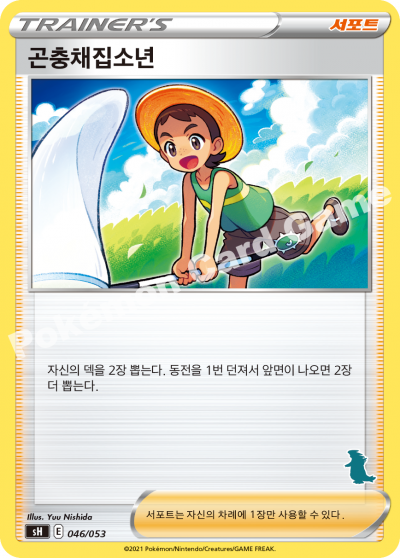 TRAINER'S
서포트
곤충채집소년
Pokémon Card Game
자신의 덱을 2장 뽑는다. 동전을 1번 던져서 앞면이 나오면 2장
더 뽑는다.
Illus. Yuu Nishida
sH E 046/053
서포트는 자신의 차례에 1장만 사용할 수 있다.
©2021 Pokémon/Nintendo/Creatures/GAME FREAK.